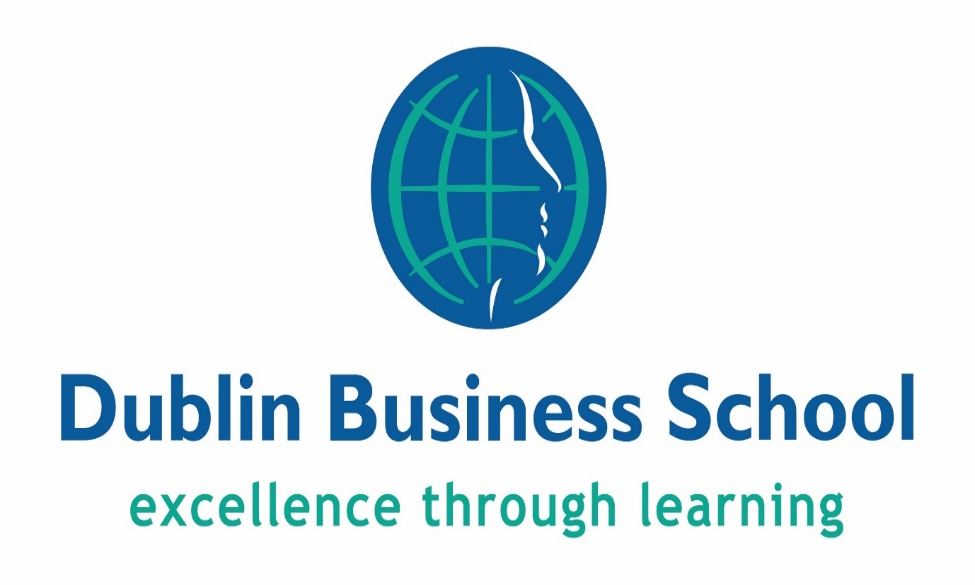 Dublin Business School
excellence through learning